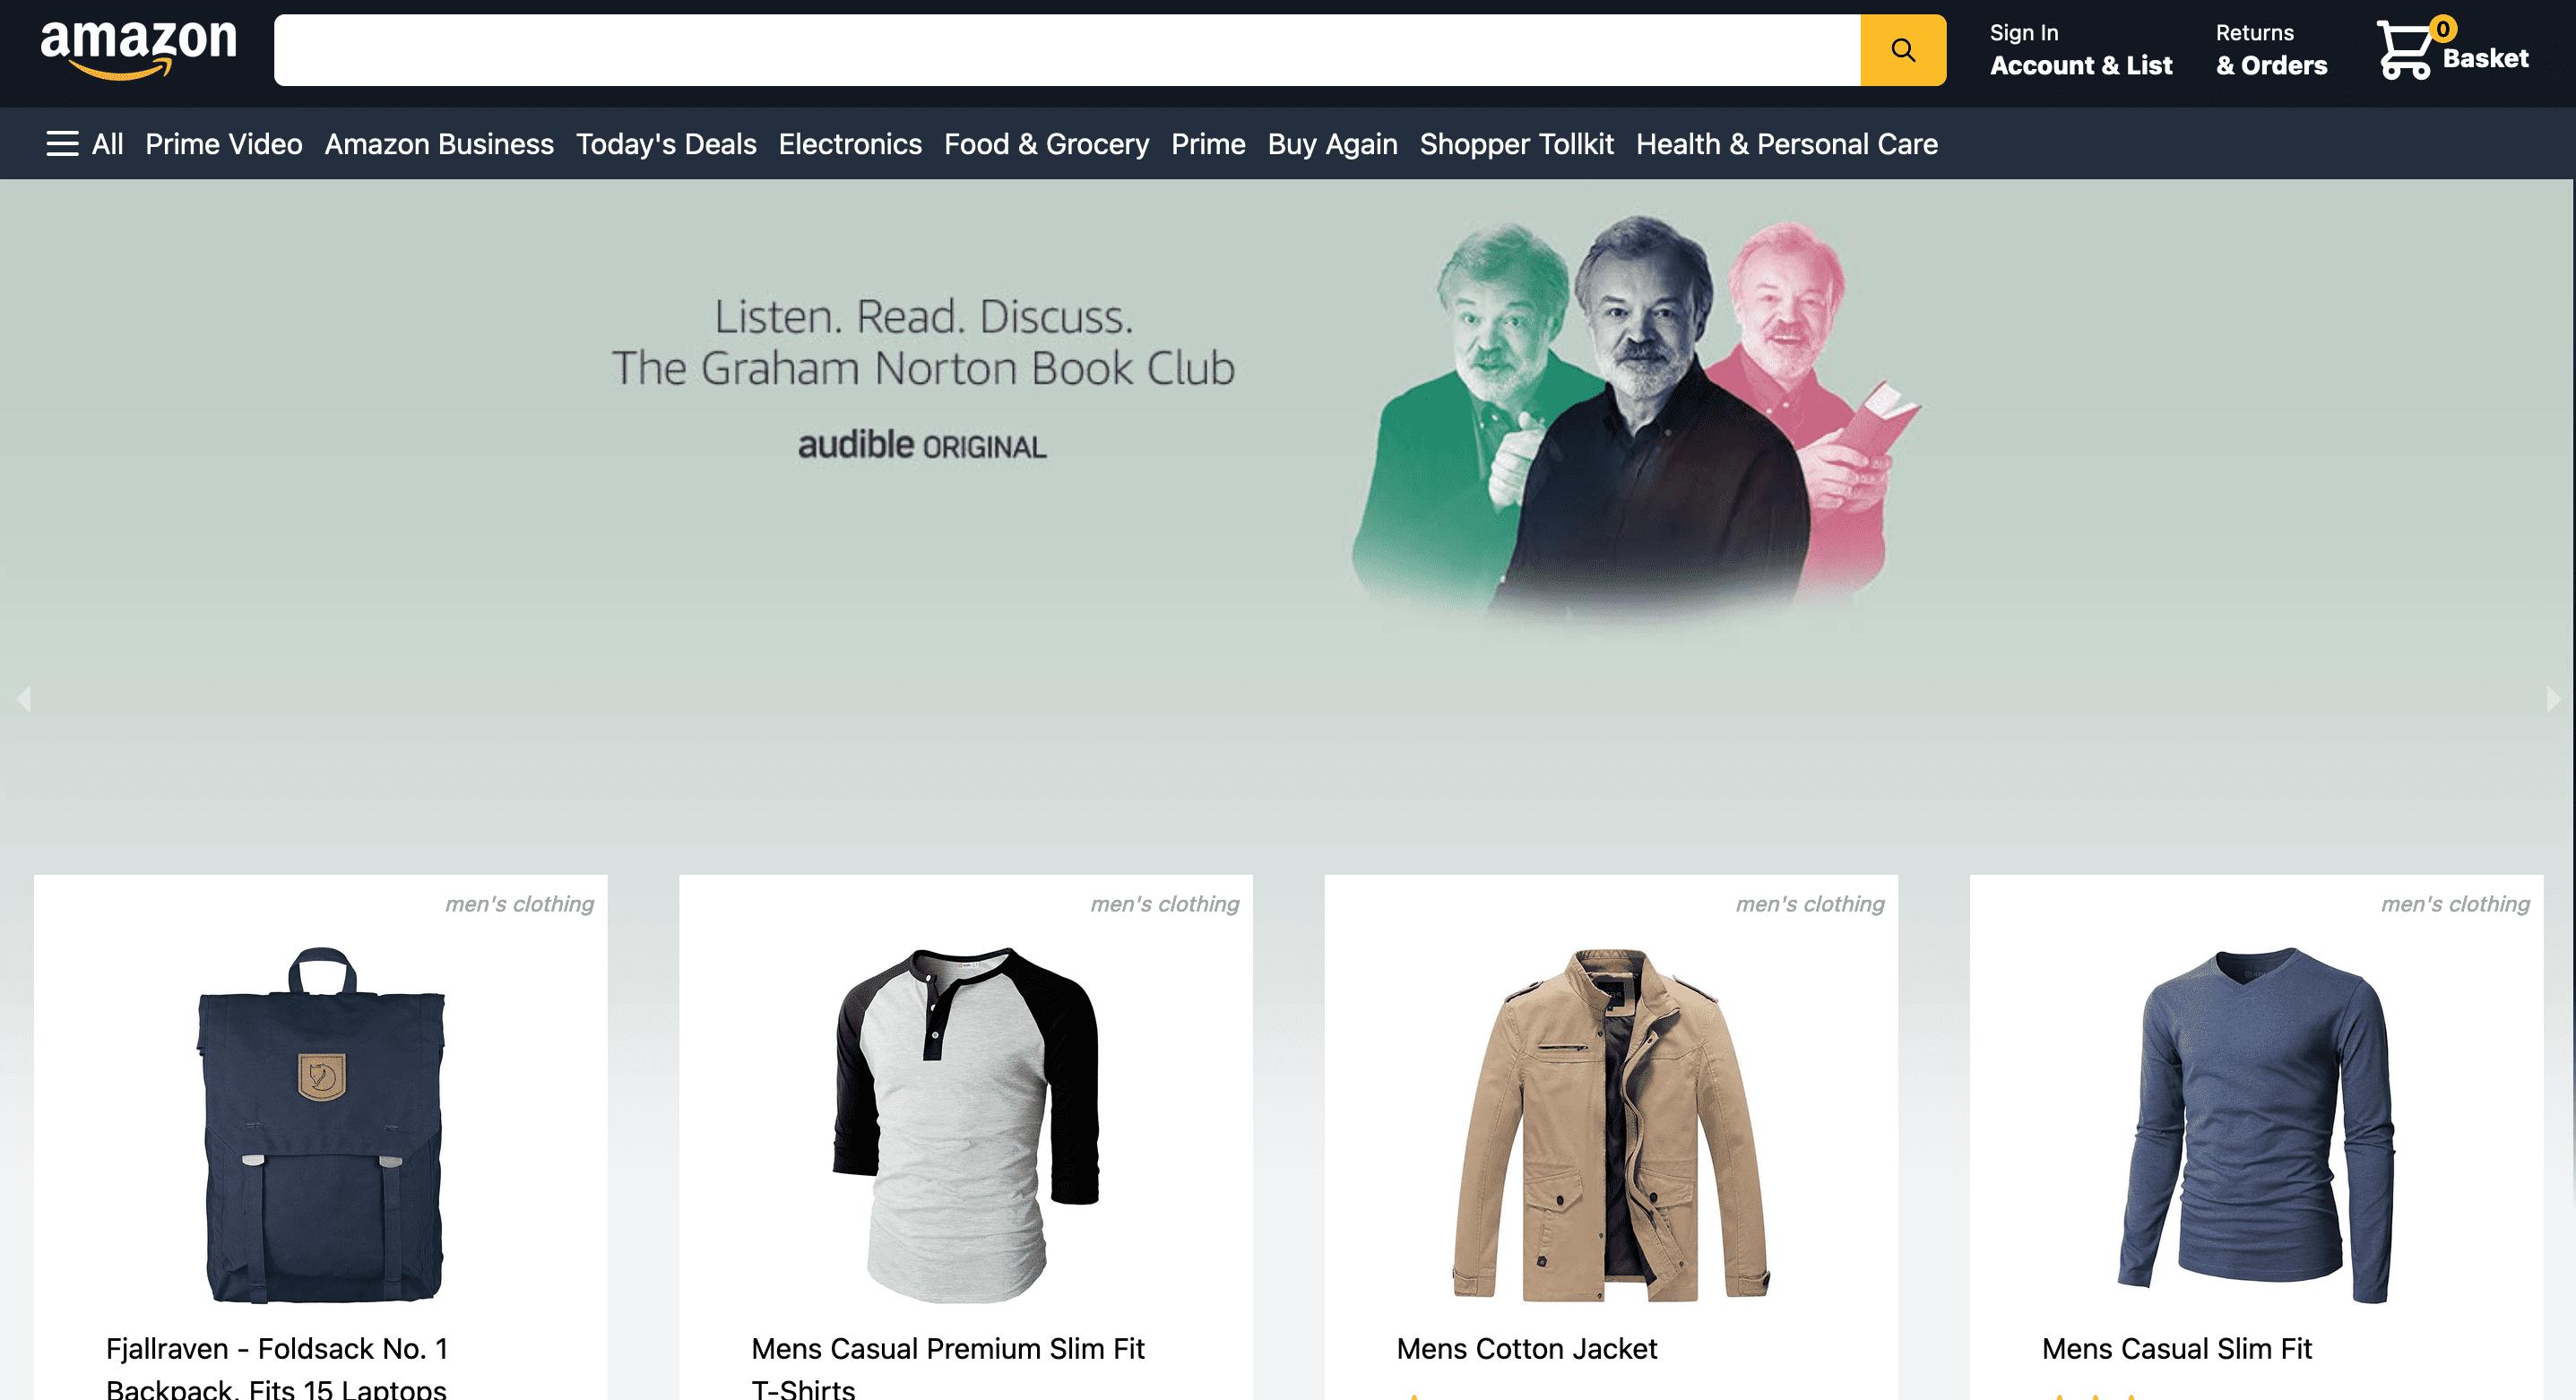 amazon
Sign In
Account & List
Returns
& Orders
0
Basket
All Prime Video Amazon Business Today's Deals Electronics Food & Grocery Prime Buy Again Shopper Tollkit Health & Personal Care
Listen. Read. Discuss.
The Graham Norton Book Club
audible ORIGINAL
men's clothing
men's clothing
men's clothing
men's clothing
Fjallraven - Foldsack No. 1
Backpack, Fits 15 Laptops
Mens Casual Premium Slim Fit
T-Shirts
Mens Cotton Jacket
Mens Casual Slim Fit